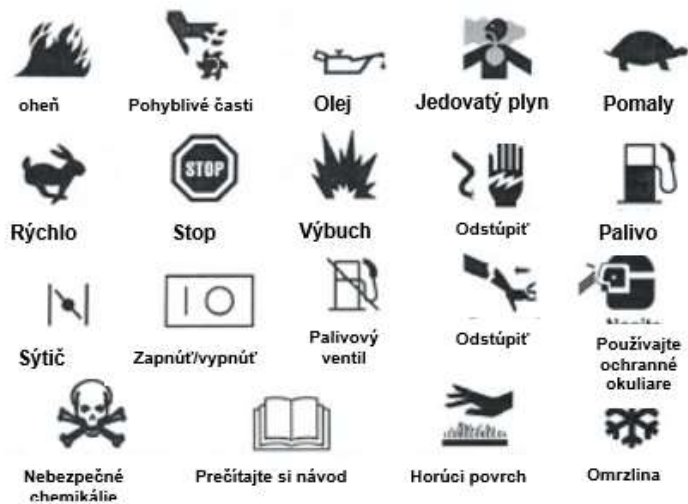 oheň
Pohyblivé časti
Olej
Jedovatý plyn
Pomaly
STOP
Rýchlo
Stop
Výbuch
Odstúpiť
Palivo
Sýtič
Zapnúť/vypnúť
Palivový
ventil
Odstúpiť
Používajte
ochranné
okuliare
Nebezpečné
chemikálie
Prečítajte si návod
Horúci povrch
Omrzlina